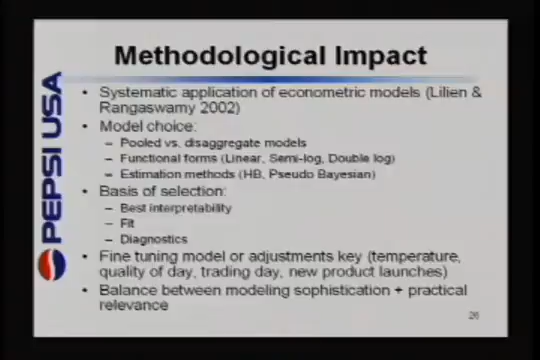 Methodological Impact
PEPSI USA
• Systematic application of econometric models (Lilien &
Rangaswamy 2002)
• Model choice:
– Pooled vs. disaggregate models
– Functional forms (Linear, Semi-log, Double log)
– Estimation methods (HB, Pseudo Bayesian)
• Basis of selection:
– Best interpretability
– Fit
– Diagnostics
• Fine tuning model or adjustments key (temperature,
quality of day, trading day, new product launches)
• Balance between modeling sophistication + practical
relevance
26